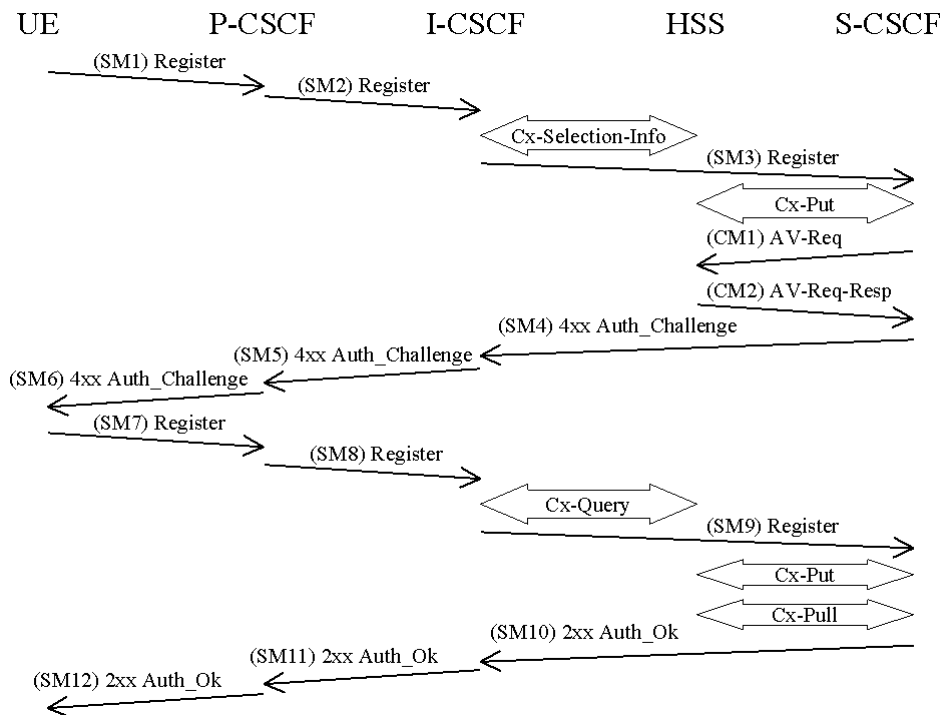 UE P-CSCF I-CSCF HSS S-CSCF
(SM1) Register
(SM2) Register
Cx-Selection-Info
(SM3) Register
Cx-Put
(CM1) AV-Req
(CM2) AV-Req-Resp
(SM4) 4xx Auth_Challenge
(SM5) 4xx Auth_Challenge
(SM6) 4xx Auth_Challenge
(SM7) Register
(SM8) Register
Cx-Query
(SM9) Register
Cx-Put
Cx-Pull
(SM10) 2xx Auth_Ok
(SM11) 2xx Auth_Ok
(SM12) 2xx Auth_Ok